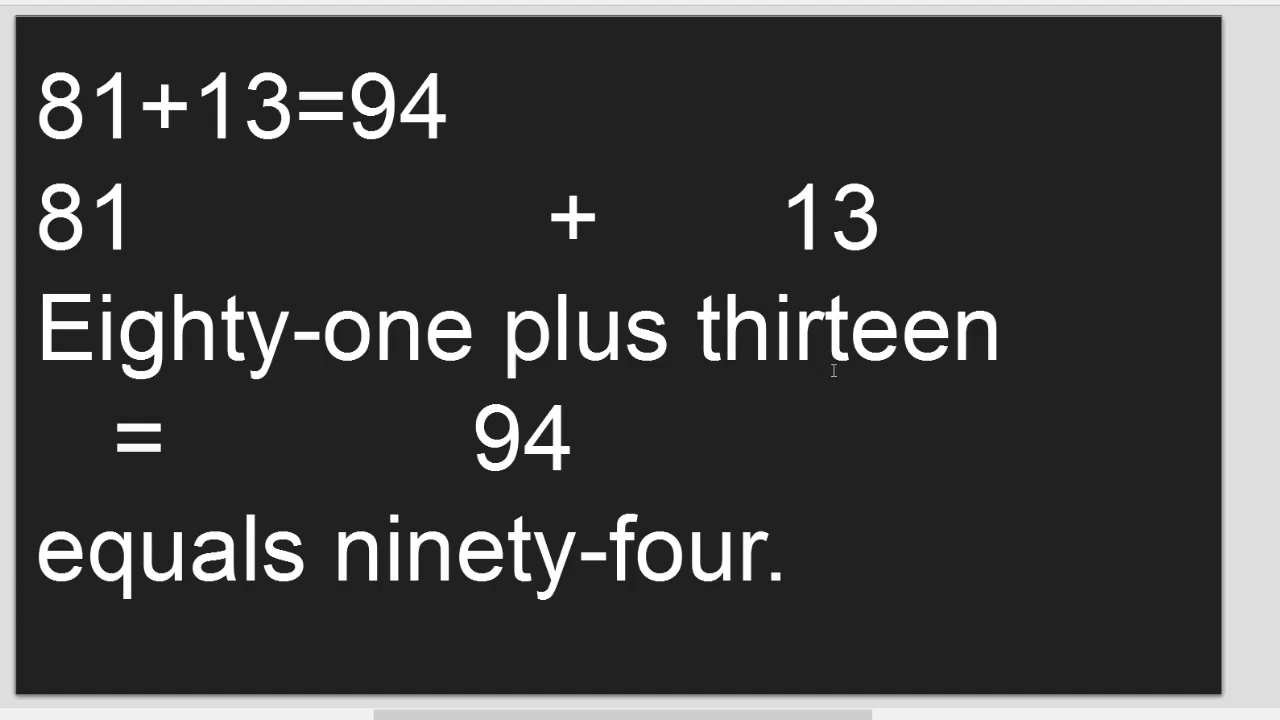 81+13=94
81 + 13
Eighty-one plus thirteen
= 94
equals ninety-four.